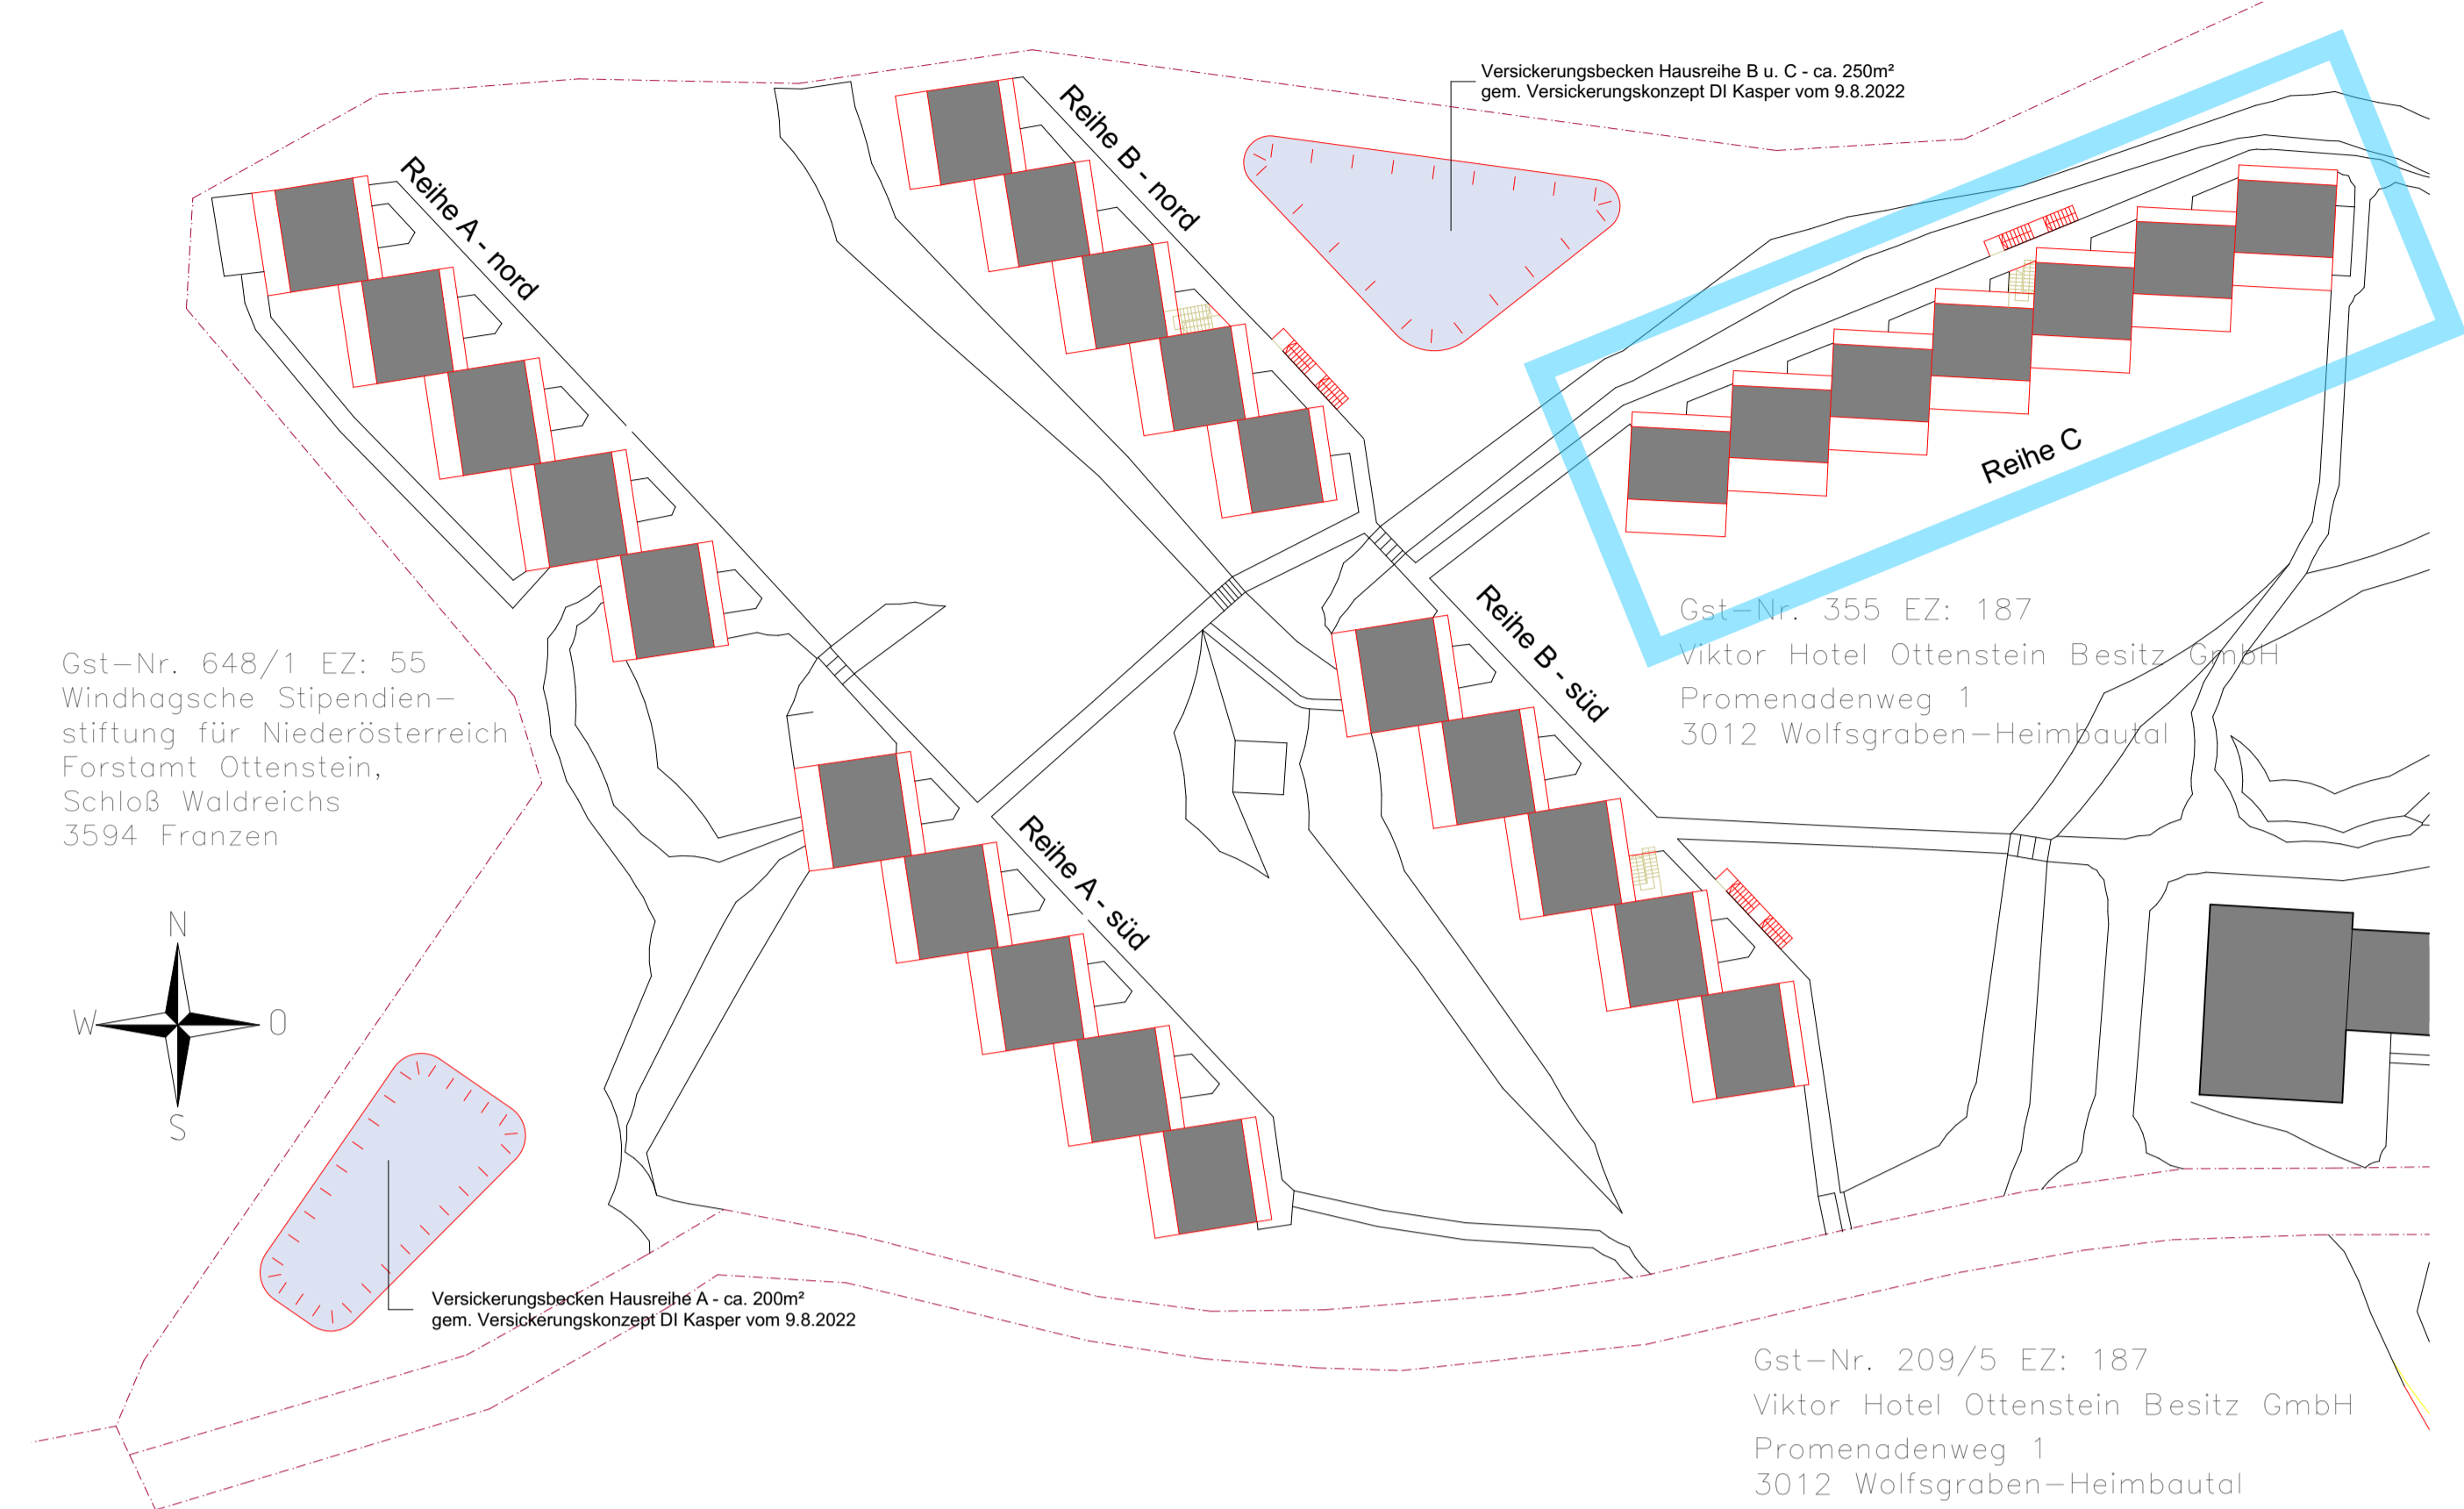 Versickerungsbecken Hausreihe B u. C - ca. 250m²
gem. Versickerungskonzept DI Kasper vom 9.8.2022
Reihe A - nord
Reihe B - nord
Reihe C
Reihe B - süd
Gst-Nr. 355 EZ: 187
Viktor Hotel Ottenstein Besitz GmbH
Promenadenweg 1
3012 Wolfsgraben-Heimbautal
Gst-Nr. 648/1 EZ: 55
Windhagsche Stipendien-
stiftung für Niederösterreich
Forstamt Ottenstein,
Schloß Waldreichs
3594 Franzen
Reihe A - süd
N
W
O
S
Versickerungsbecken Hausreihe A - ca. 200m²
gem. Versickerungskonzept DI Kasper vom 9.8.2022
Gst-Nr. 209/5 EZ: 187
Viktor Hotel Ottenstein Besitz GmbH
Promenadenweg 1
3012 Wolfsgraben-Heimbautal